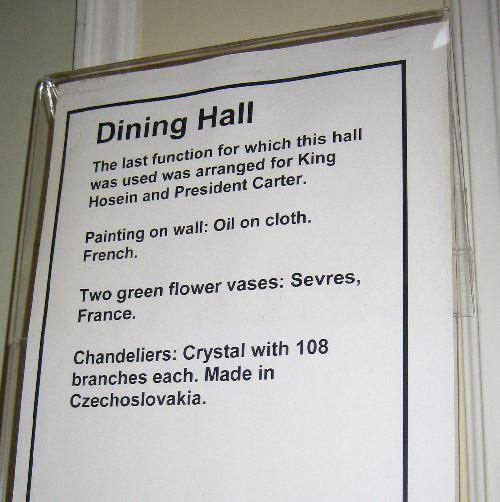 Dining Hall
The last function for which this hall
was used was arranged for King
Hosein and President Carter.
Painting on wall: Oil on cloth.
French.
Two green flower vases: Sevres,
France.
Chandeliers: Crystal with 108
branches each. Made in
Czechoslovakia.